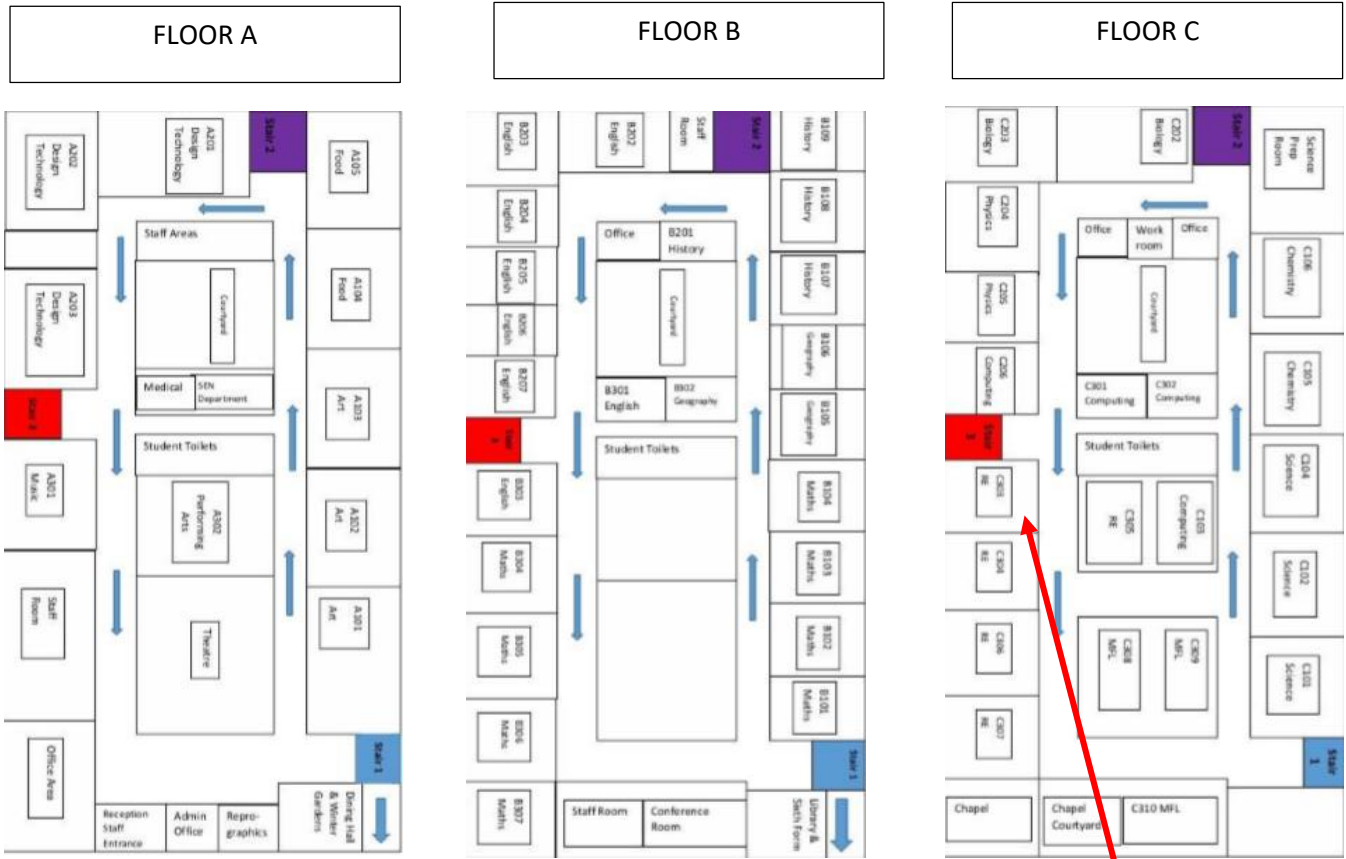 FLOOR A
FLOOR B
FLOOR C
A202
Design
Technology
A201
Design
Technology
Stair 2
A105
Food
Staff Areas
A203
Design
Technology
Courtyard
A104
Food
Medical
SEN
Department
A103
Art
Stair 3
Student Toilets
A301
Music
A302
Performing
Arts
A102
Art
Staff
Room
Theatre
A101
Art
Office Area
Stair 1
Reception
Staff
Entrance
Admin
Office
Repro-
graphics
Dining Hall
& Winter
Gardens
B203
English
B202
English
Staff
Room
Stair 2
B109
History
B204
English
B108
History
Office
B201
History
B205
English
Courtyard
B107
History
B206
English
B106
Geography
B207
English
B301
English
B302
Geography
B105
Geography
Stair
3
Student Toilets
B303
English
B104
Maths
B304
Maths
B103
Maths
B305
Maths
B102
Maths
B101
Maths
B306
Maths
Stair 1
B307
Maths
Staff Room
Conference
Room
Library &
Sixth Form
C203
Biology
C202
Biology
Stair 2
Science
Prep
Room
C204
Physics
Office
Work
room
Office
C205
Physics
Courtyard
C106
Chemistry
C206
Computing
C301
Computing
C302
Computing
C105
Chemistry
Stair
3
Student Toilets
C303
RE
C305
RE
C103
Computing
C104
Science
C304
RE
C102
Science
C306
RE
C308
MFL
C309
MFL
C101
Science
C307
RE
Stair
1
Chapel
Chapel
Courtyard
C310 MFL